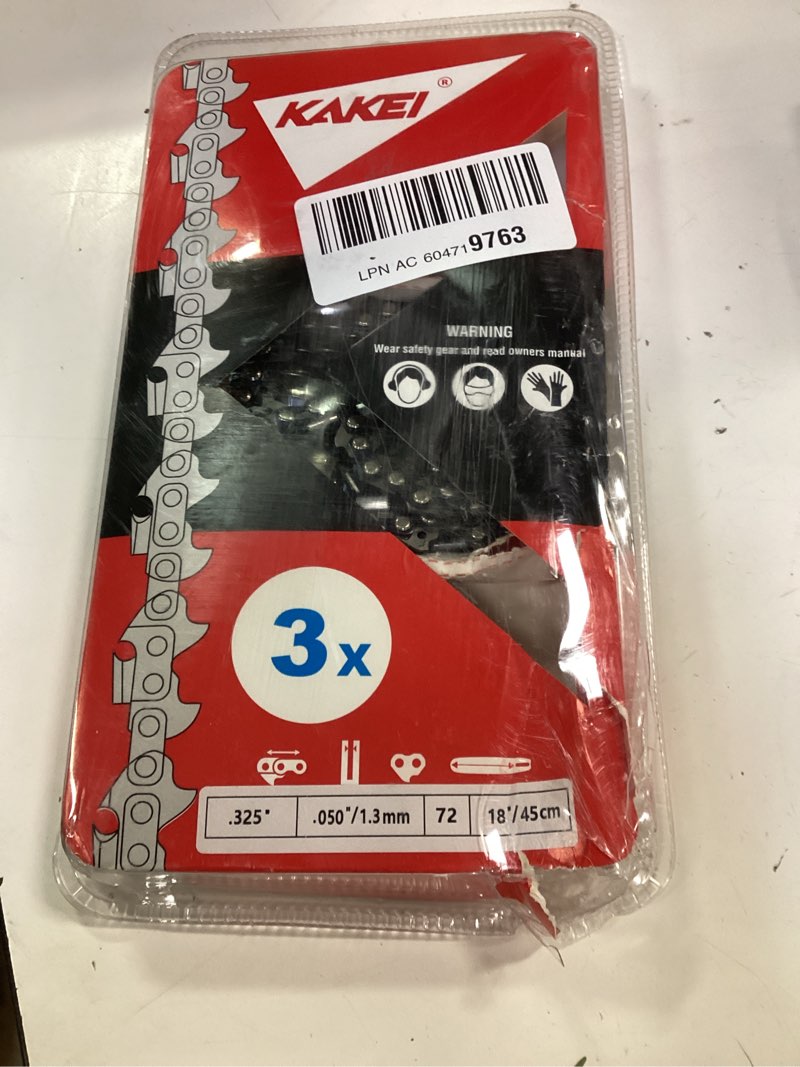 KAKEI ®
LPN AC 604719763
WARNING
Wear safety gear and read owners manual
3x
.325" .050"/1.3mm 72 18"/45cm